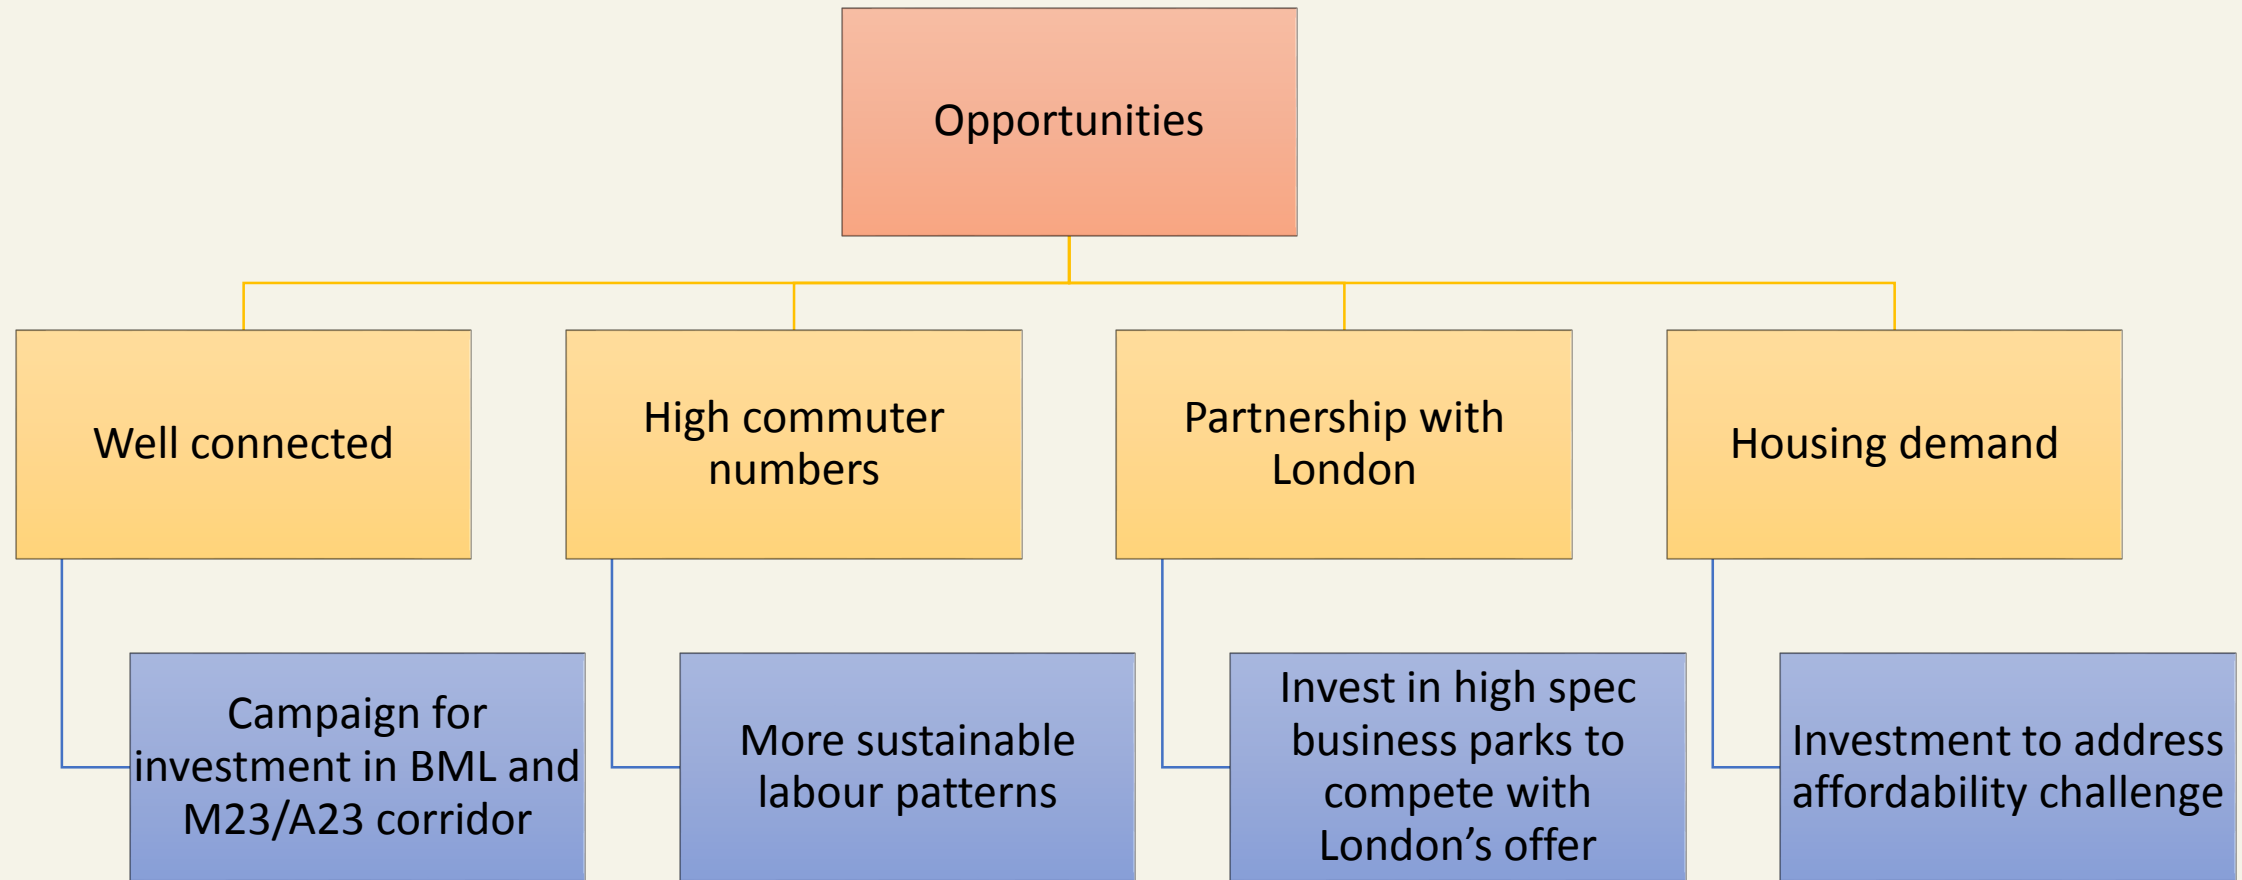 Opportunities
Well connected
High commuter
numbers
Partnership with
London
Housing demand
Campaign for
investment in BML and
M23/A23 corridor
More sustainable
labour patterns
Invest in high spec
business parks to
compete with
London’s offer
Investment to address
affordability challenge